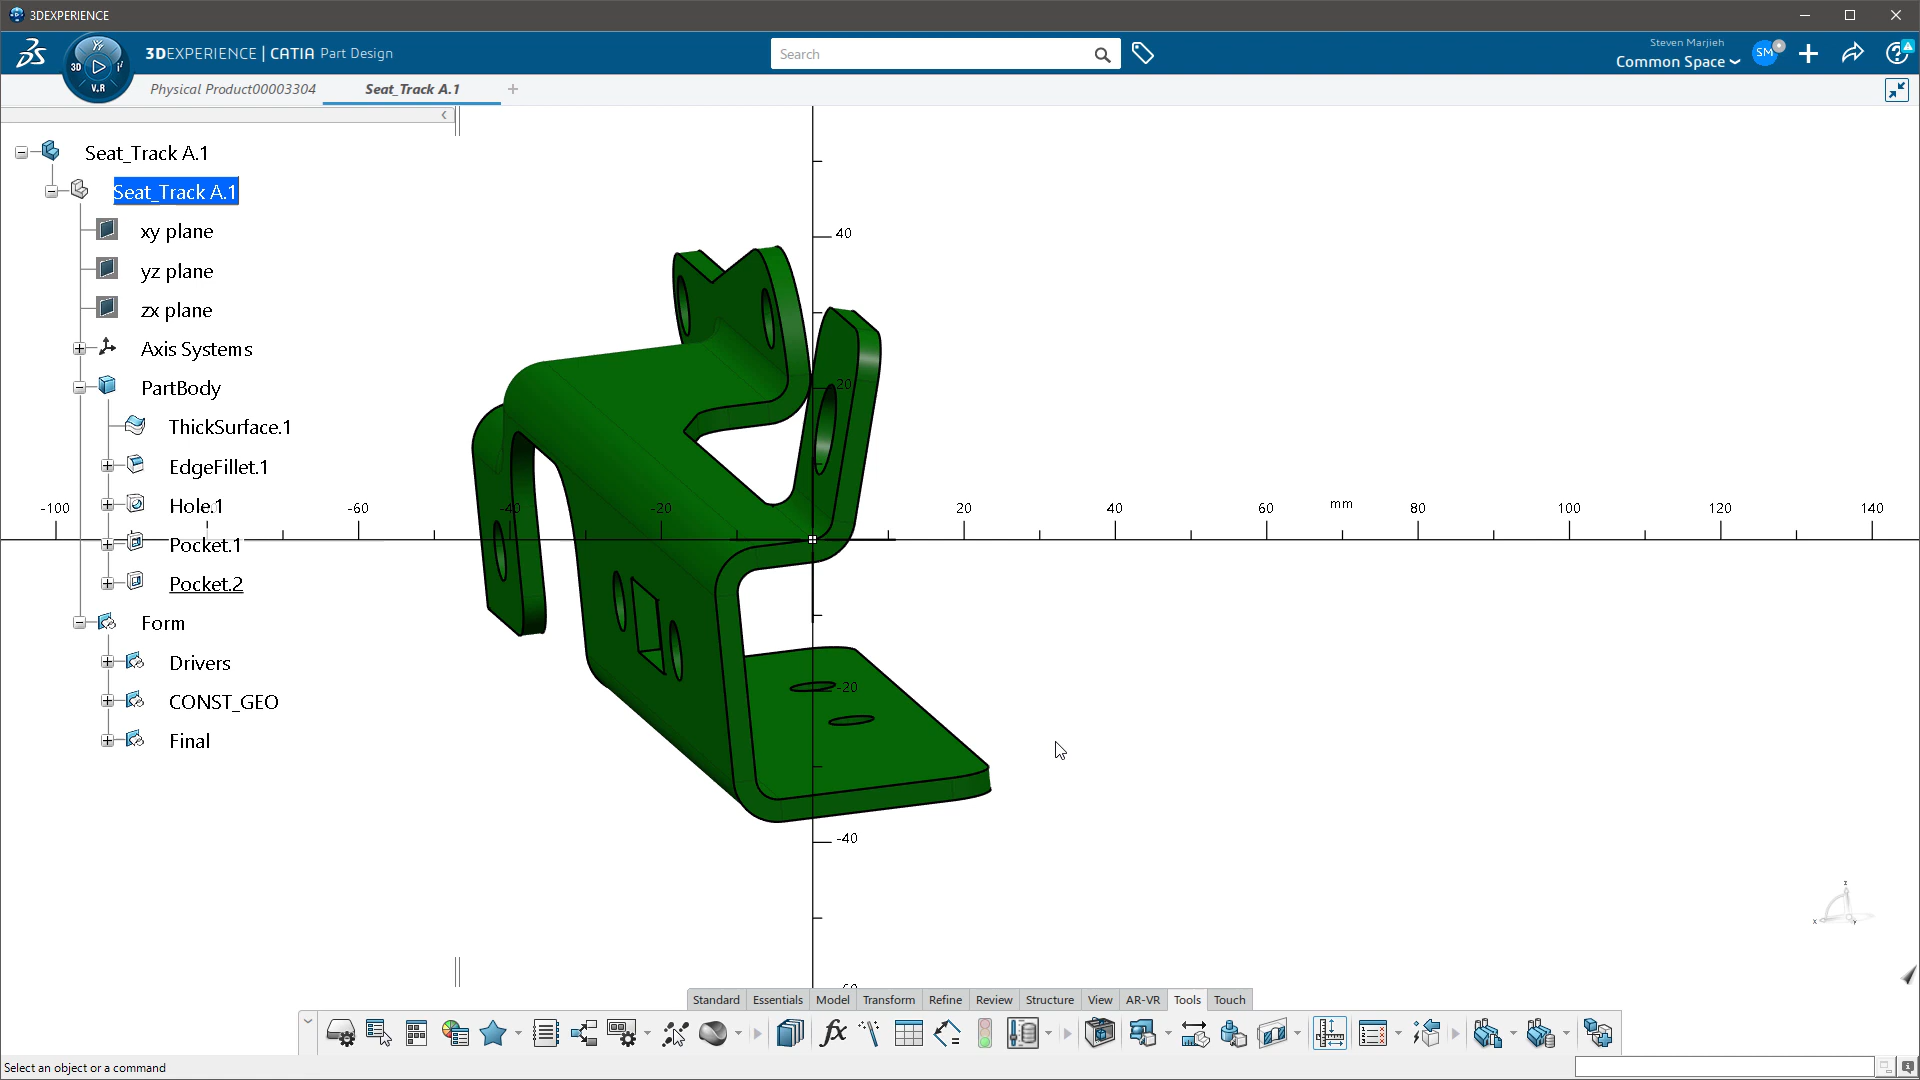 3DEXPERIENCE
3DEXPERIENCE | CATIA Part Design
Search
Steven Marjieh
Common Space
SM
3D
V.R
Physical Product00003304
Seat_Track A.1
+
Seat_Track A.1
Seat_Track A.1
xy plane
yz plane
zx plane
Axis Systems
PartBody
ThickSurface.1
EdgeFillet.1
Hole.1
Pocket.1
Pocket.2
Form
Drivers
CONST_GEO
Final
40
20
-100
-60
-40
-20
20
40
60
mm
80
100
120
140
-20
-40
z
x
Standard
Essentials
Model
Transform
Refine
Review
Structure
View
AR-VR
Tools
Touch
fx
Select an object or a command